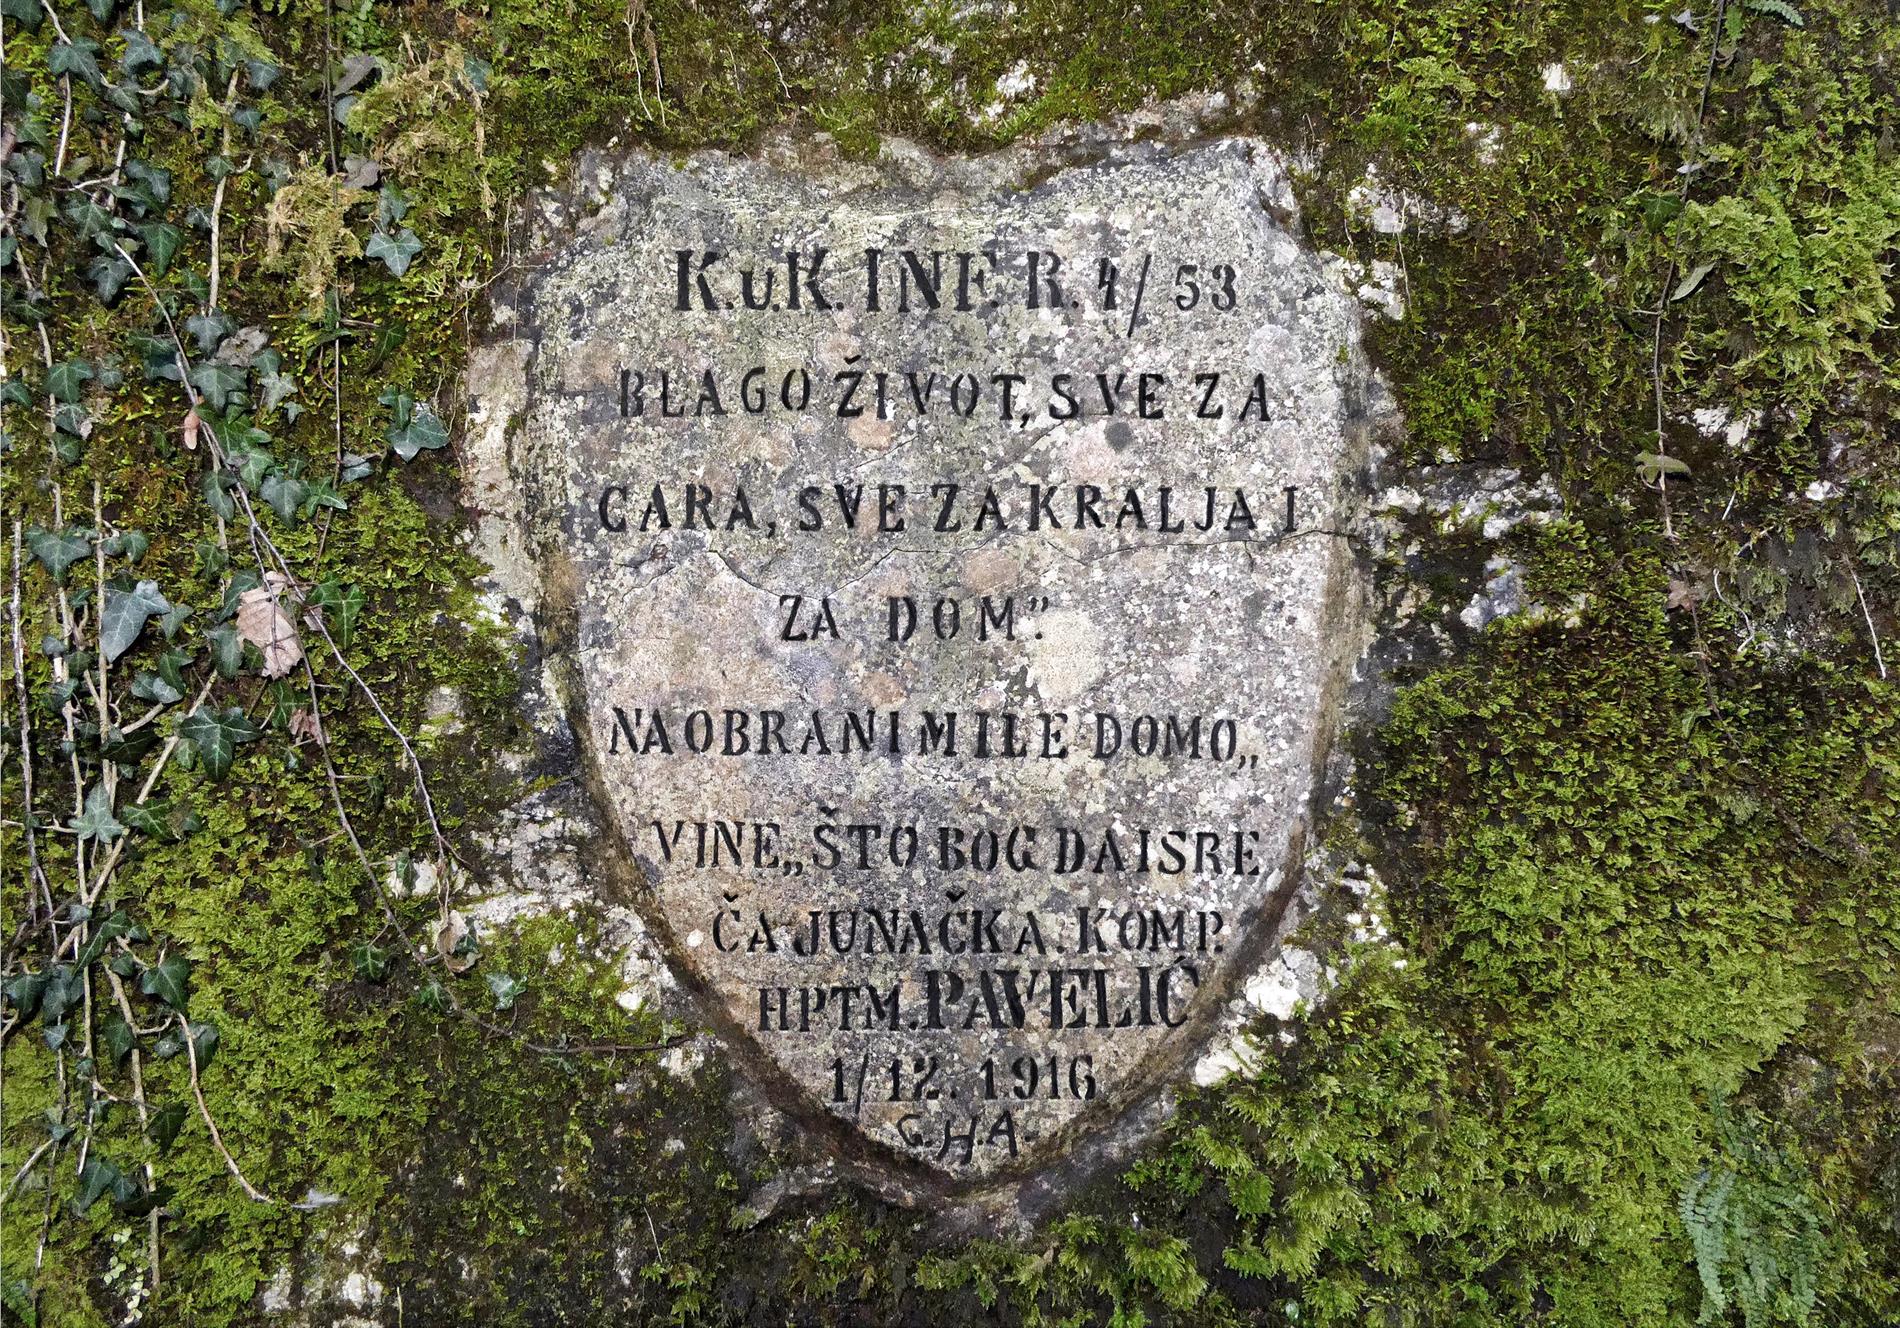 K.u.K. INF. R. 4/ 53
BLAGO ŽIVOT, SVE ZA
CARA, SVE ZA KRALJA I
ZA DOM".
NA OBRANI MILE DOMO„
VINE„ ŠTO BOG DA I SRE
ČA JUNAČKA. KOMP.
HPTM. PAVELIĆ
1/12. 1916
G.H.A.